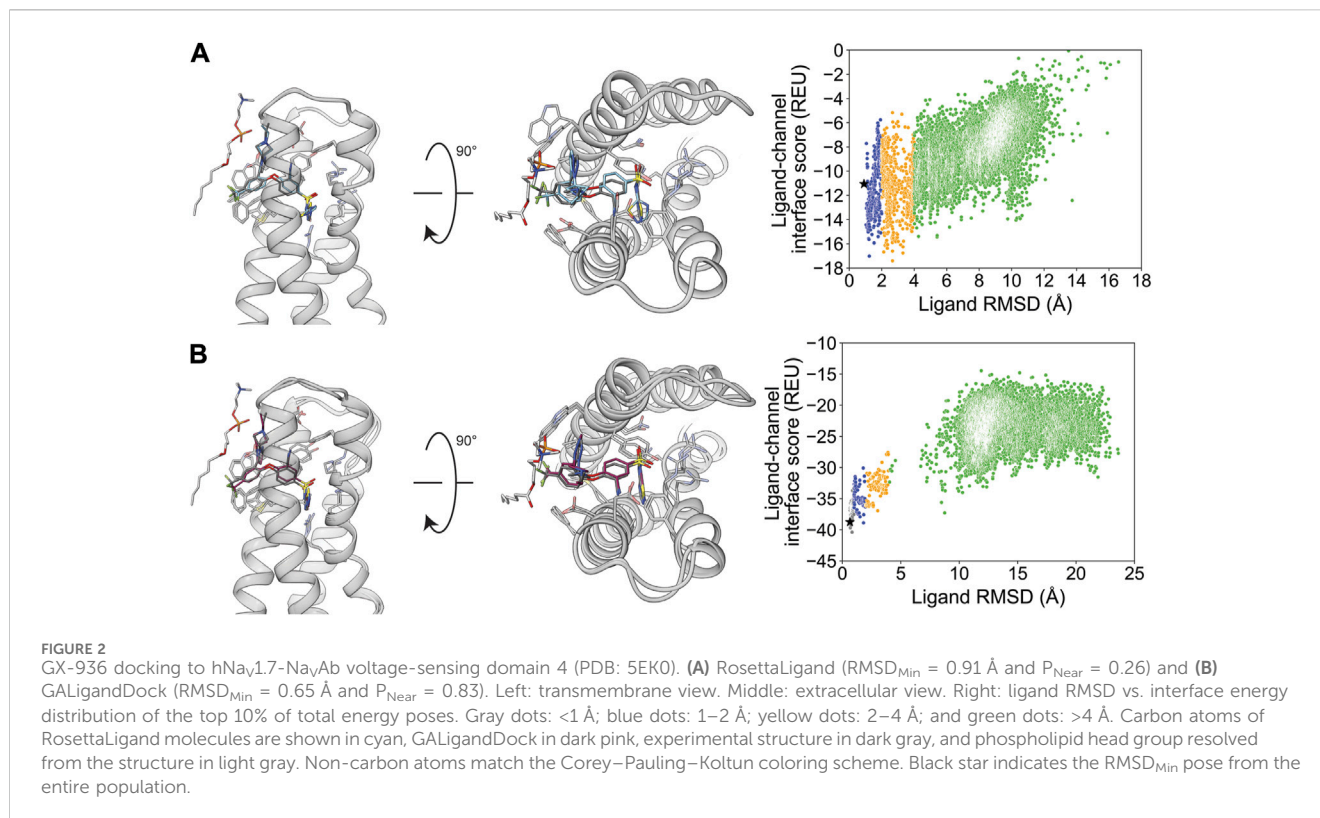 A
90°
Ligand-channel
interface score (REU)
0
−2
−4
−6
−8
−10
−12
−14
−16
−18
0 2 4 6 8 10 12 14 16 18
Ligand RMSD (Å)
B
90°
Ligand-channel
interface score (REU)
−10
−15
−20
−25
−30
−35
−40
−45
0 5 10 15 20 25
Ligand RMSD (Å)
FIGURE 2
GX-936 docking to hNaV1.7-NaVAb voltage-sensing domain 4 (PDB: 5EK0). (A) RosettaLigand (RMSDMin = 0.91 Å and PNear = 0.26) and (B)
GALigandDock (RMSDMin = 0.65 Å and PNear = 0.83). Left: transmembrane view. Middle: extracellular view. Right: ligand RMSD vs. interface energy
distribution of the top 10% of total energy poses. Gray dots: <1 Å; blue dots: 1–2 Å; yellow dots: 2–4 Å; and green dots: >4 Å. Carbon atoms of
RosettaLigand molecules are shown in cyan, GALigandDock in dark pink, experimental structure in dark gray, and phospholipid head group resolved
from the structure in light gray. Non-carbon atoms match the Corey–Pauling–Koltun coloring scheme. Black star indicates the RMSDMin pose from the
entire population.